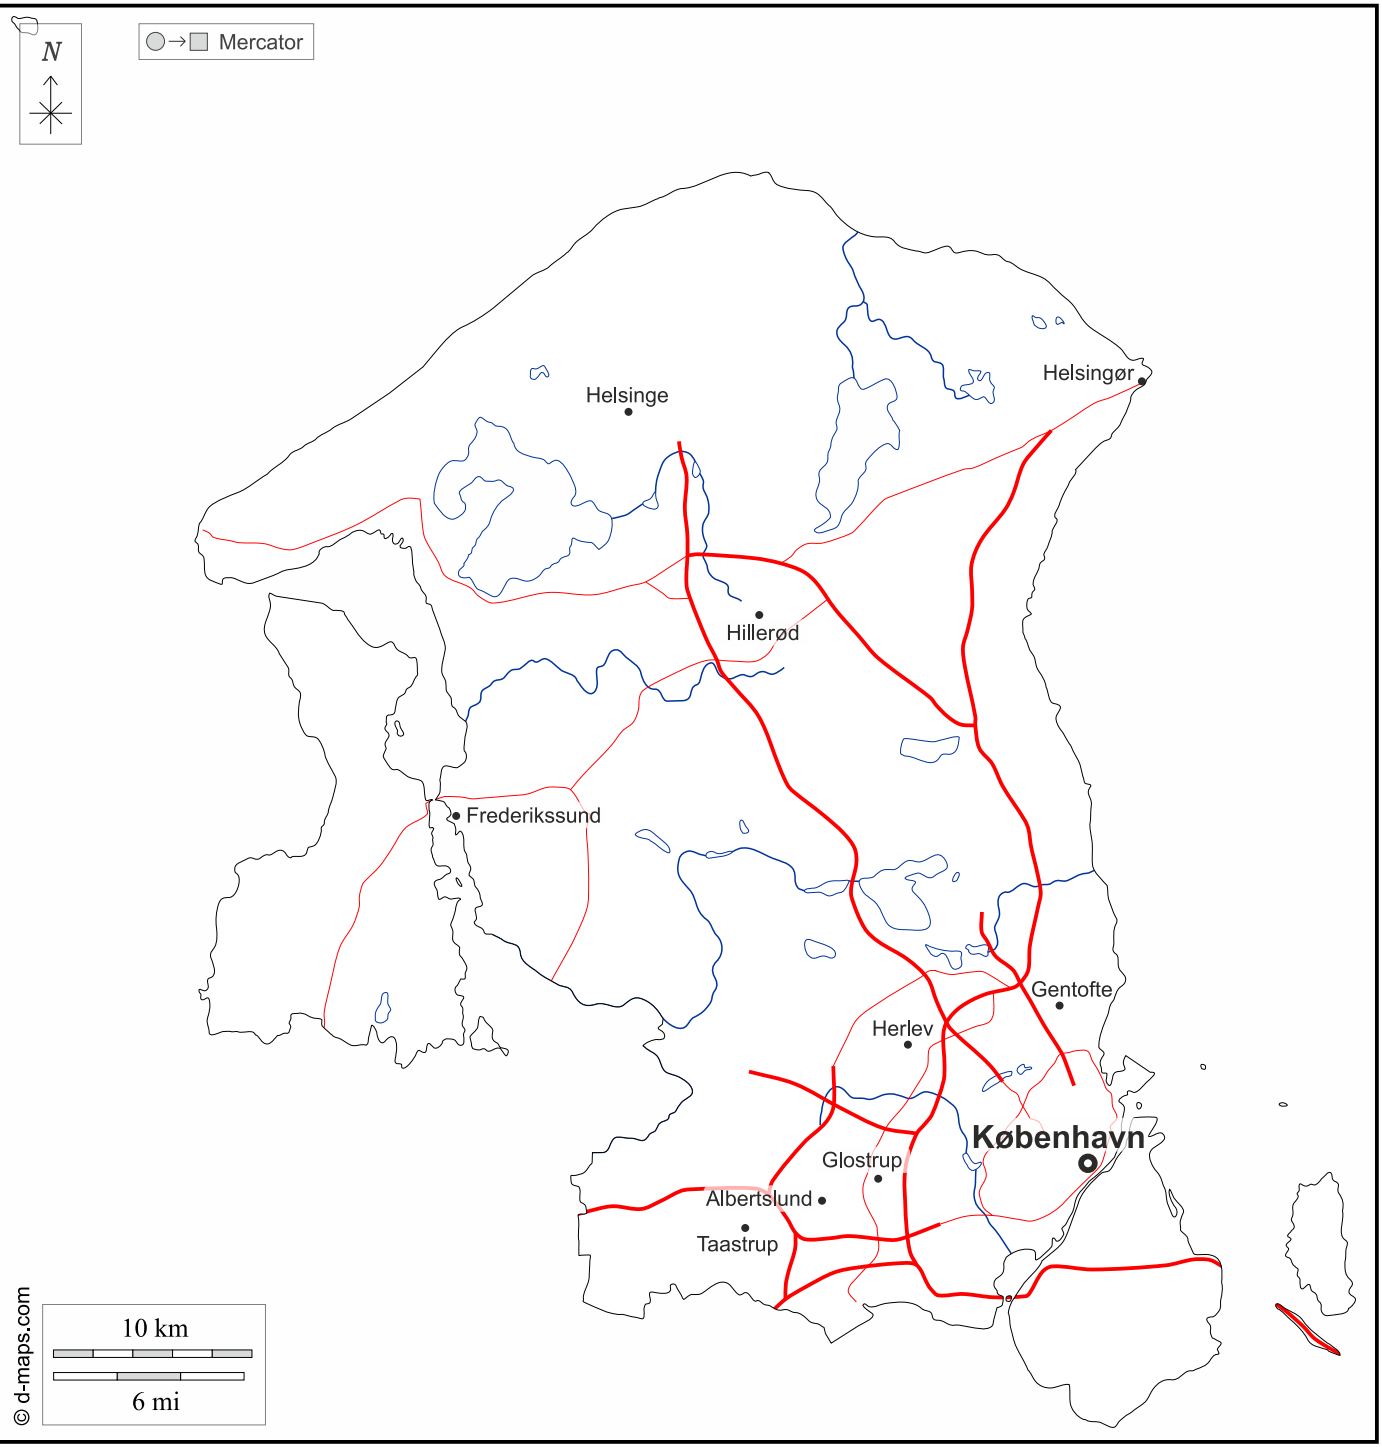 N
Mercator
Helsingør
Helsinge
Hillerød
Frederikssund
Gentofte
Herlev
København
Glostrup
Albertslund
Taastrup
10 km
6 mi
© d-maps.com